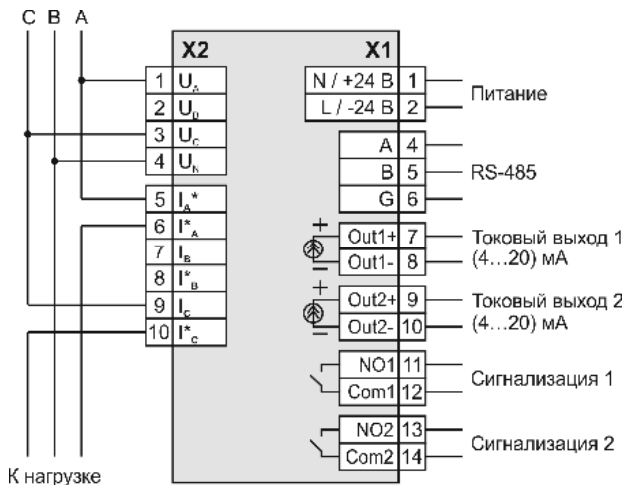 C B A
X2 X1
1 U_A
2 U_D
3 U_C
4 U_N
5 I_A*
6 I*_A
7 I_B
8 I*_B
9 I_C
10 I*_C
N / +24 В 1
L / -24 В 2
Питание
A 4
B 5
G 6
RS-485
+ Out1+ 7
− Out1- 8
Токовый выход 1
(4...20) мА
+ Out2+ 9
− Out2- 10
Токовый выход 2
(4...20) мА
NO1 11
Com1 12
Сигнализация 1
NO2 13
Com2 14
Сигнализация 2
К нагрузке